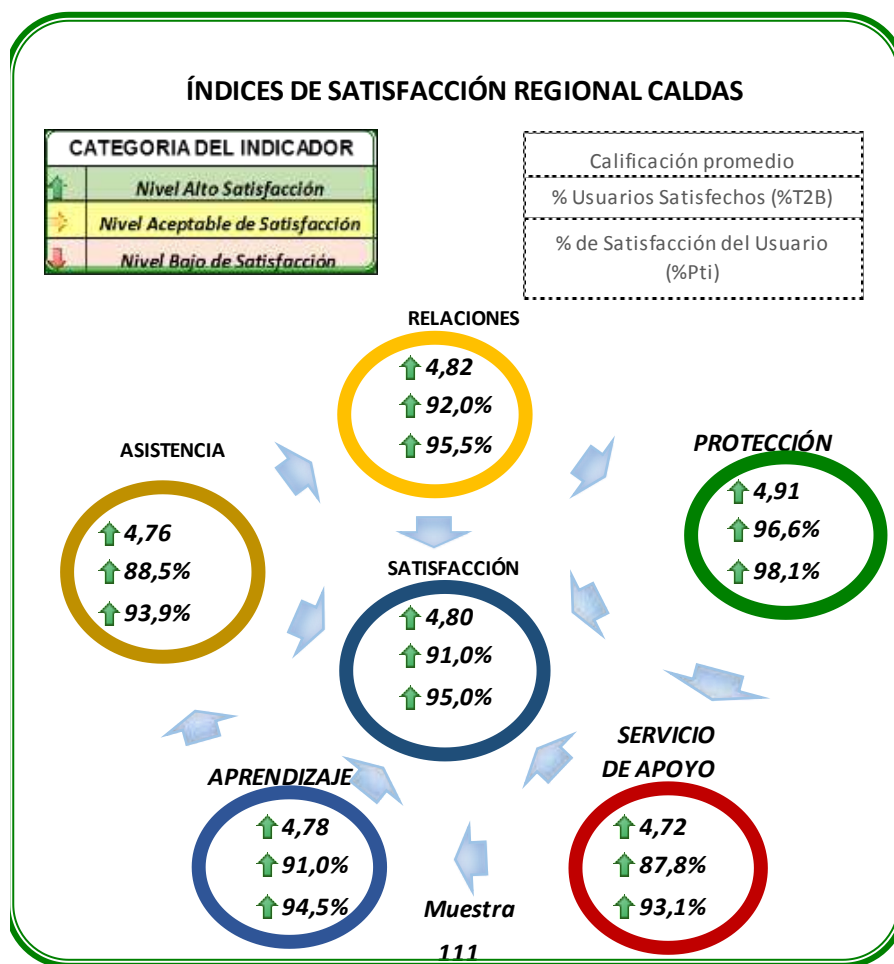 ÍNDICES DE SATISFACCIÓN REGIONAL CALDAS
CATEGORIA DEL INDICADOR
Nivel Alto Satisfacción
Nivel Aceptable de Satisfacción
Nivel Bajo de Satisfacción
Calificación promedio
% Usuarios Satisfechos (%T2B)
% de Satisfacción del Usuario
(%Pti)
RELACIONES
4,82
92,0%
95,5%
ASISTENCIA
4,76
88,5%
93,9%
PROTECCIÓN
4,91
96,6%
98,1%
SATISFACCIÓN
4,80
91,0%
95,0%
APRENDIZAJE
4,78
91,0%
94,5%
SERVICIO
DE APOYO
4,72
87,8%
93,1%
Muestra
111